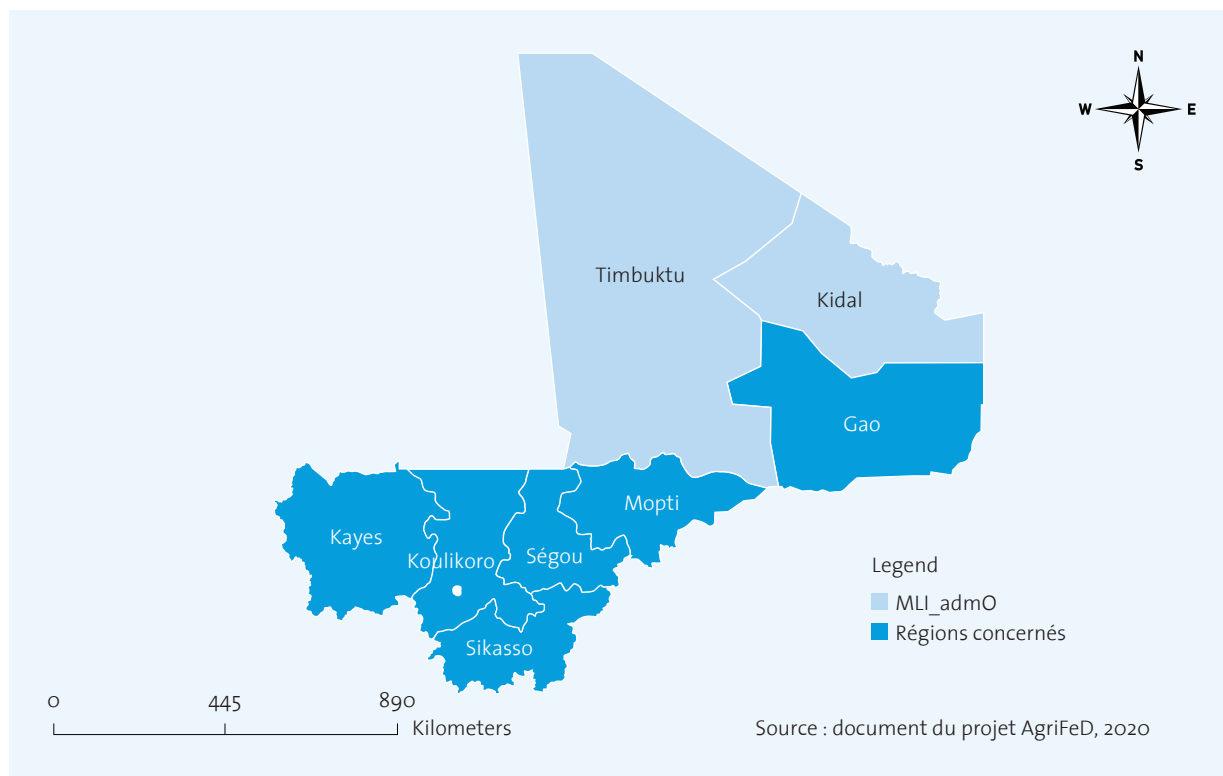 N
W E
S
Timbuktu
Kidal
Gao
Mopti
Kayes
Koulikoro
Ségou
Sikasso
Legend
MLI_admO
Régions concernés
0 445 890
Kilometers
Source : document du projet AgriFeD, 2020